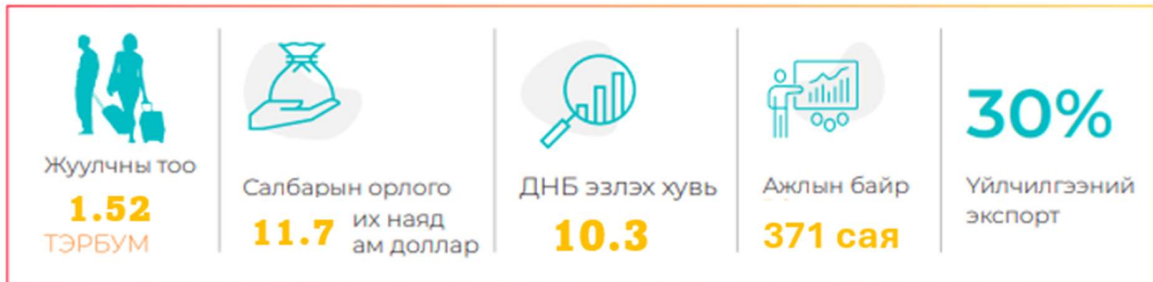 Жуулчны тоо
1.52
ТЭРБУМ
Салбарын орлого
11.7 их наяд
ам доллар
ДНБ эзлэх хувь
10.3
Ажлын байр
371 сая
30%
Үйлчилгээний
экспорт